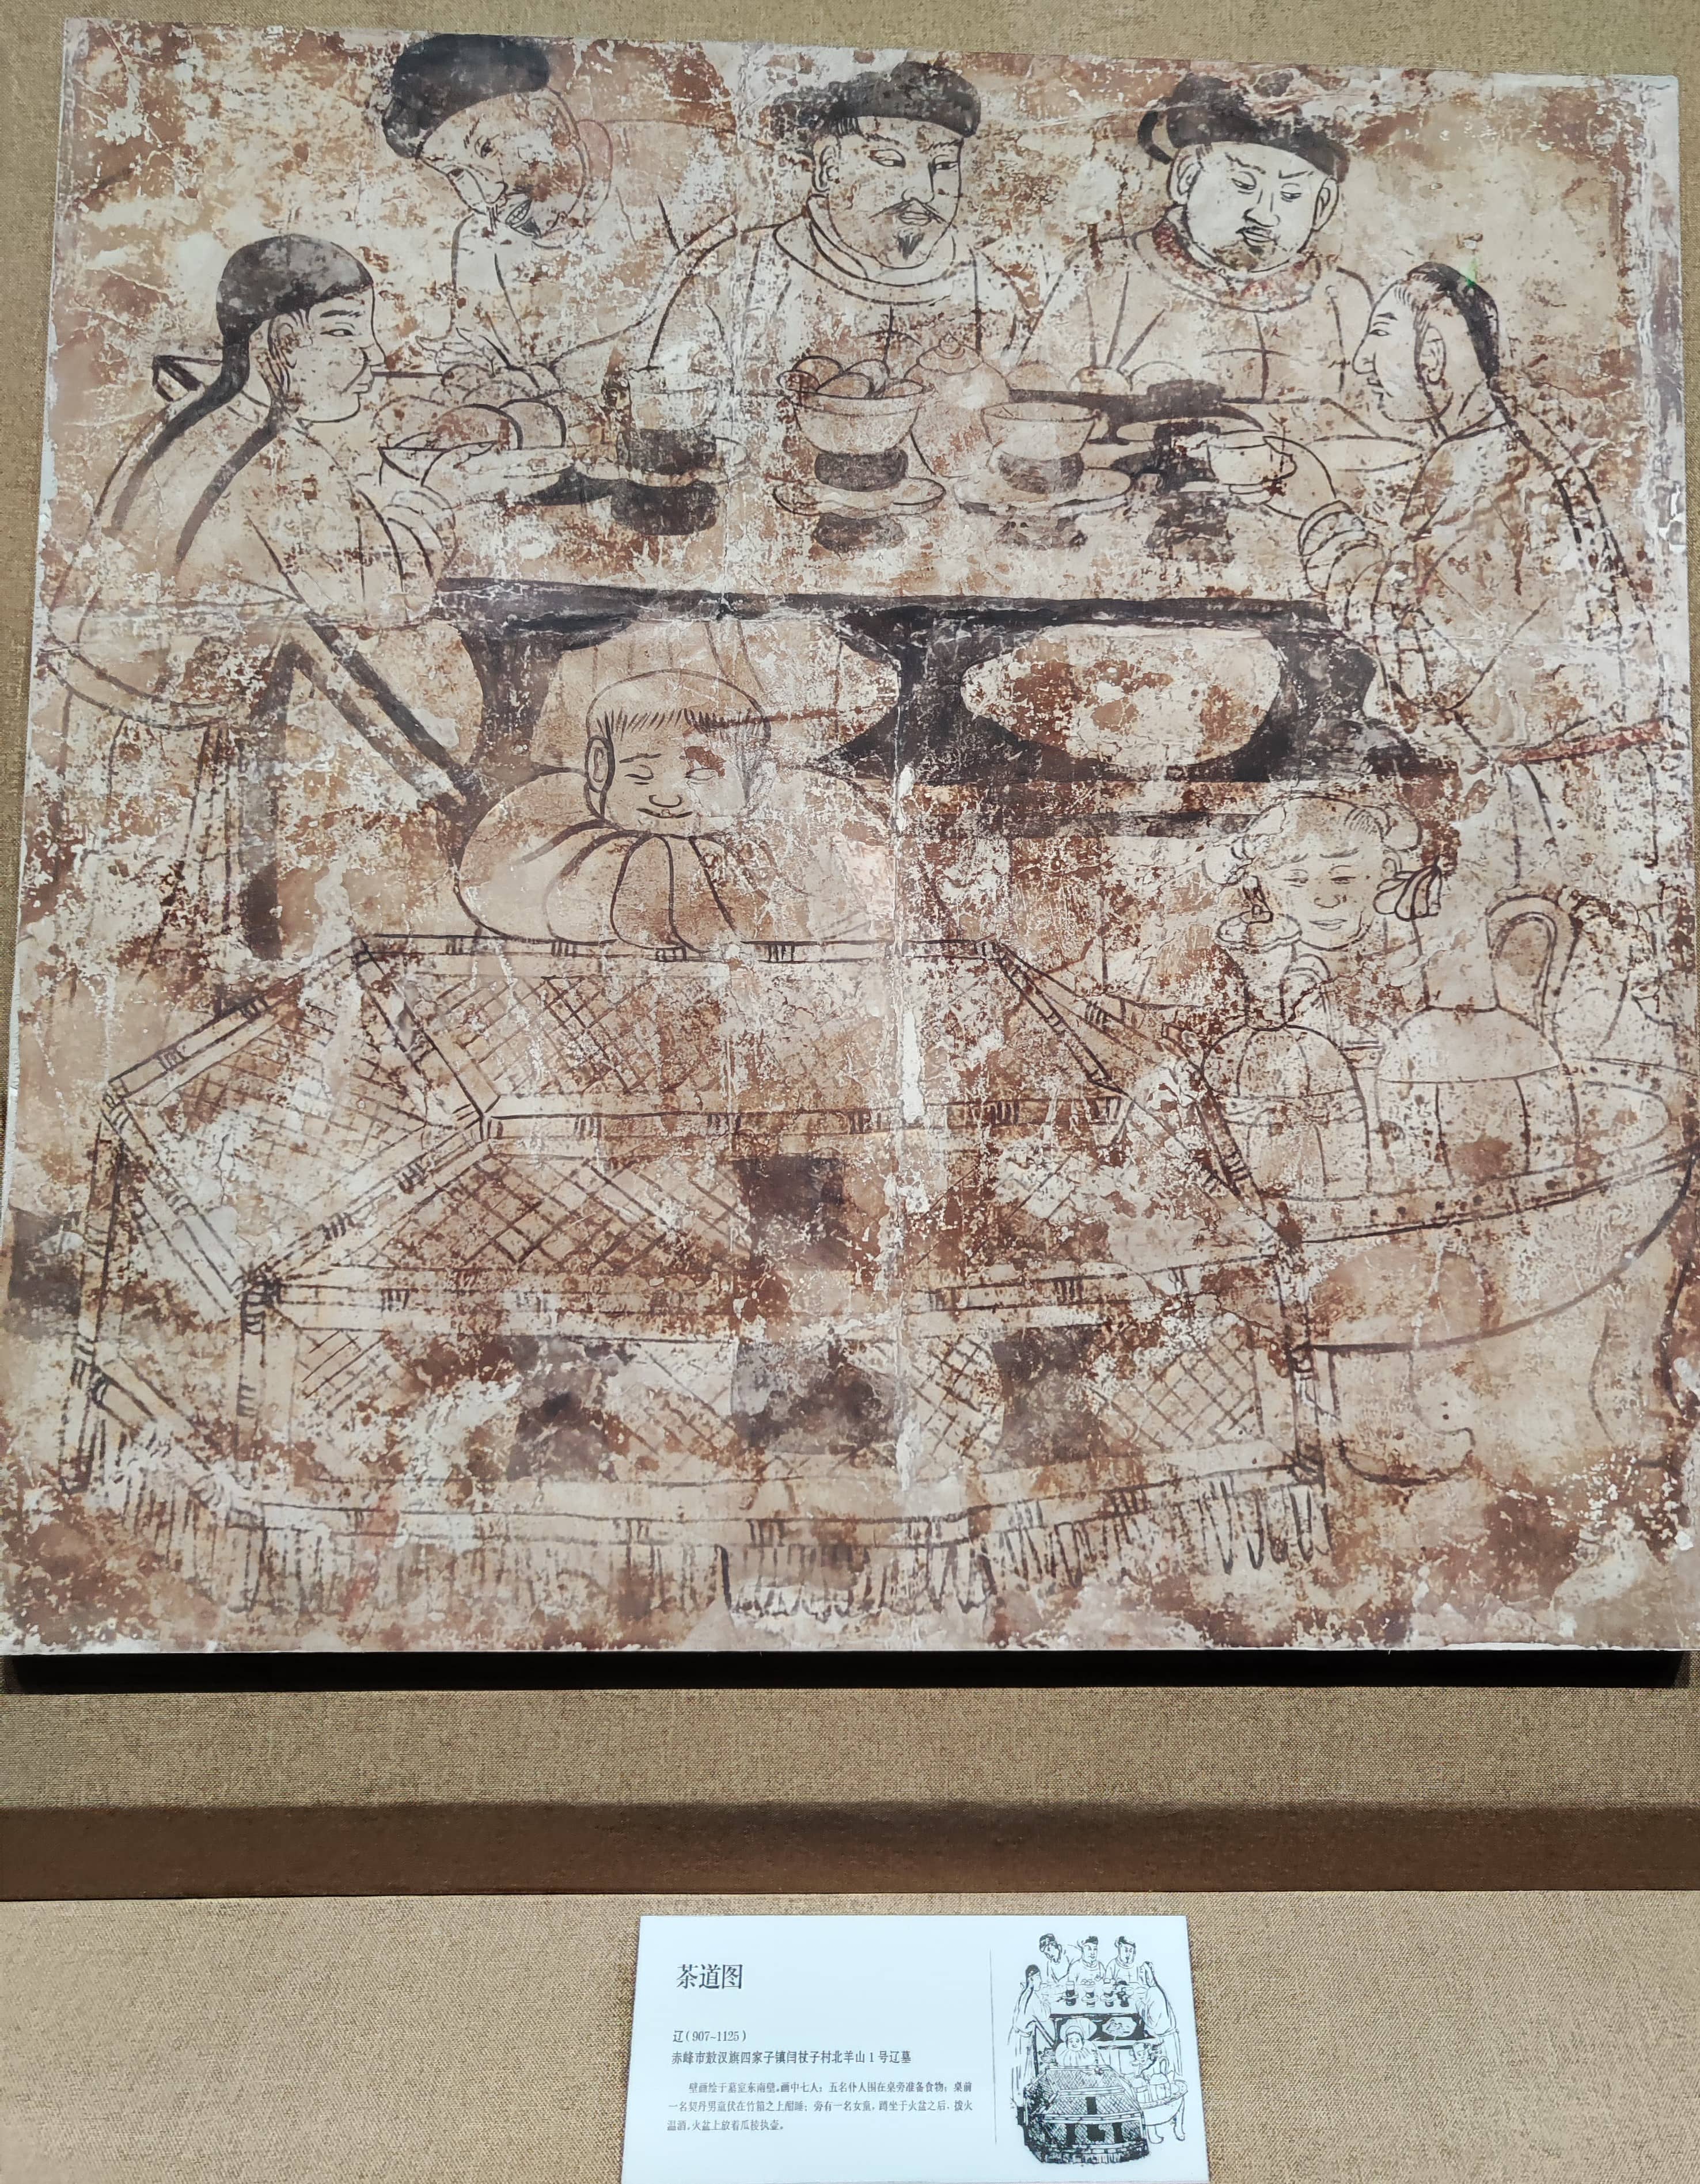 茶道图
辽(907-1125)
赤峰市敖汉旗四家子镇闫杖子村北羊山1号辽墓
壁画绘于墓室东南壁。画中七人：五名仆人围在桌旁准备食物；桌前
一名契丹男童伏在竹箱之上酣睡；旁有一名女童，蹲坐于火盆之后，拨火
温酒，火盆上放着瓜棱执壶。